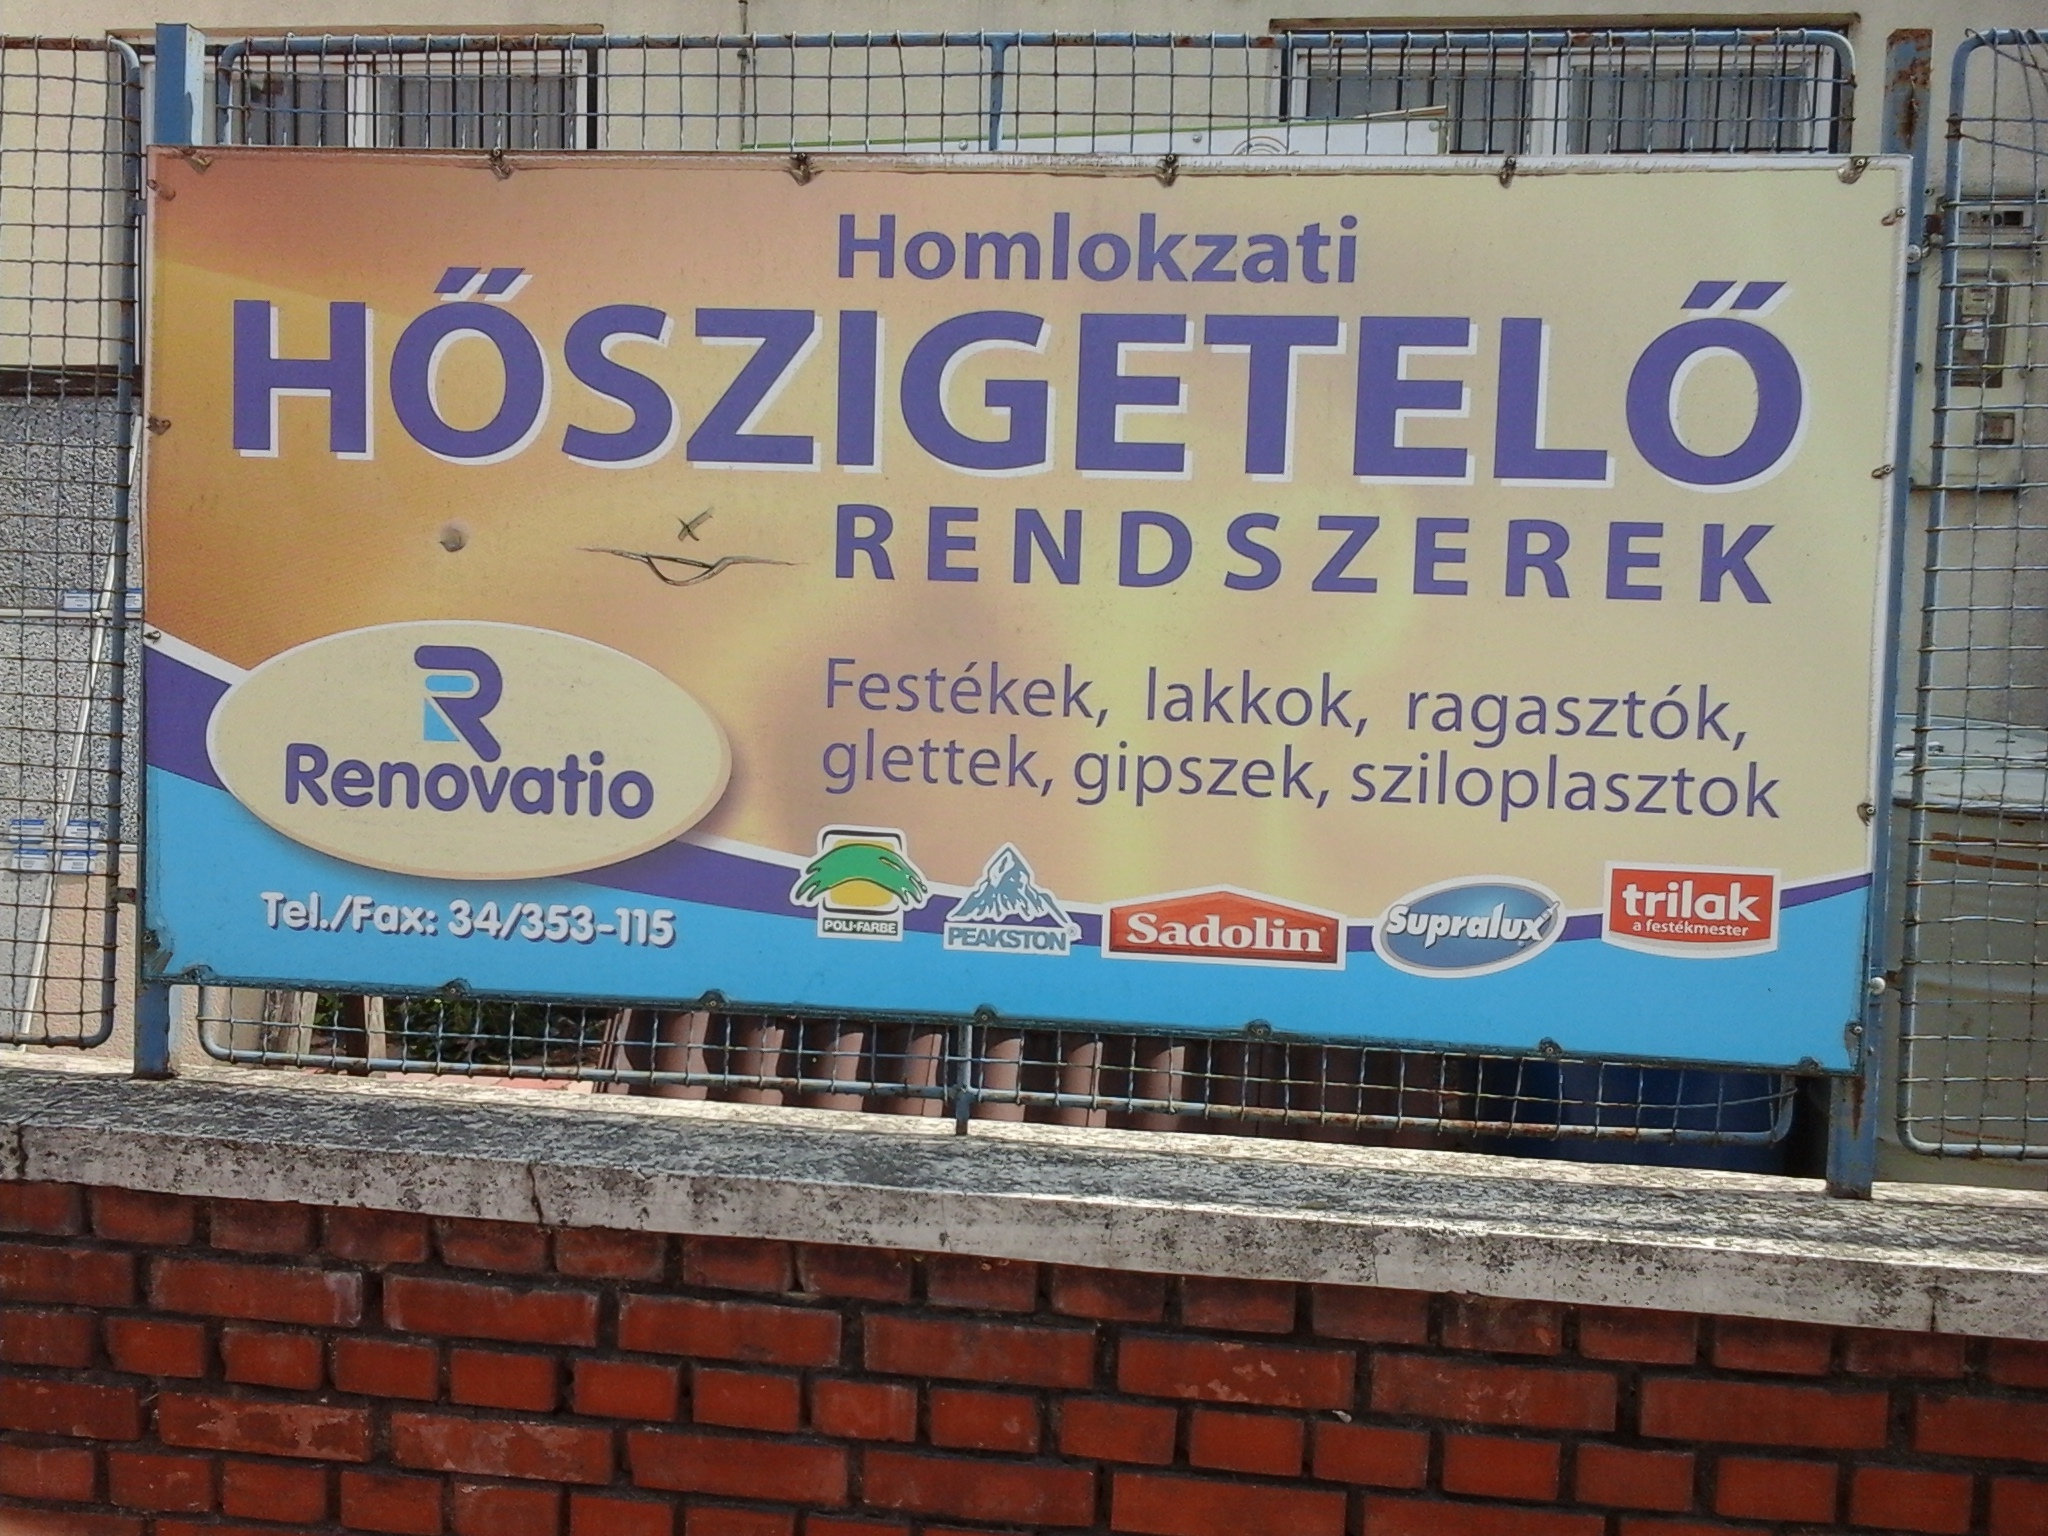 Homlokzati
HŐSZIGETELŐ
RENDSZEREK
Festékek, lakkok, ragasztók,
glettek, gipszek, sziloplasztok
Renovatio
Tel./Fax: 34/353-115
POLI-FARBE
PEAKSTON®
Sadolin
Supralux
trilak
a festékmester